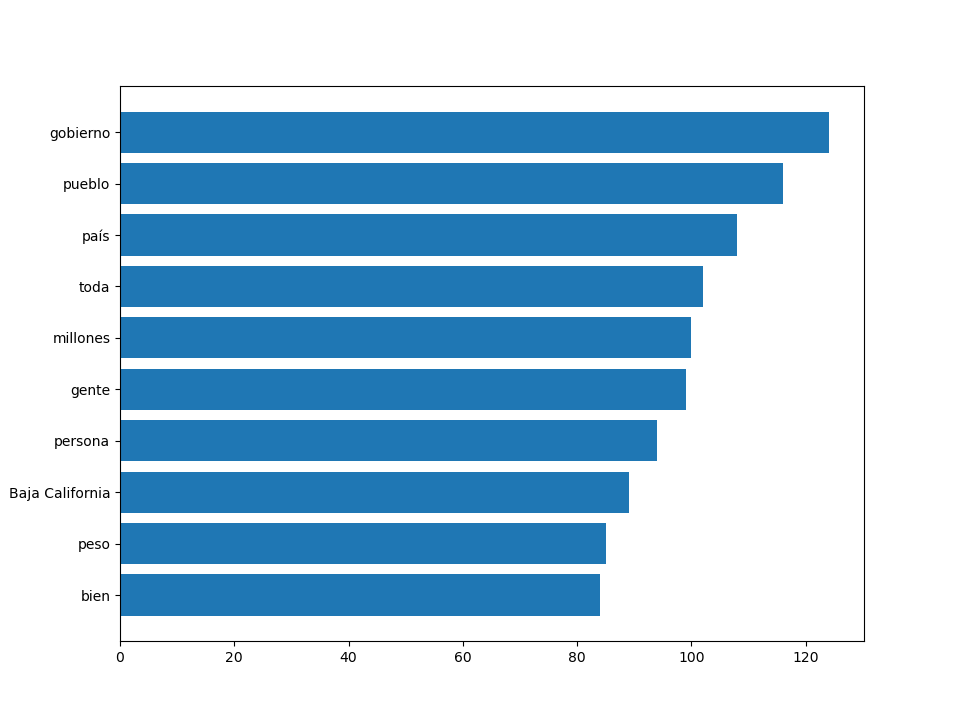 gobierno
pueblo
país
toda
millones
gente
persona
Baja California
peso
bien
0 20 40 60 80 100 120